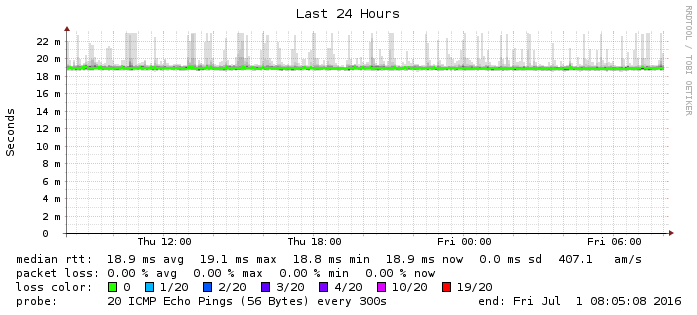 Last 24 Hours
RRDTOOL / TOBI OETIKER
Seconds
22 m
20 m
18 m
16 m
14 m
12 m
10 m
8 m
6 m
4 m
2 m
0
Thu 12:00 Thu 18:00 Fri 00:00 Fri 06:00
median rtt: 18.9 ms avg 19.1 ms max 18.8 ms min 18.9 ms now 0.0 ms sd 407.1 am/s
packet loss: 0.00 % avg 0.00 % max 0.00 % min 0.00 % now
loss color: 0 1/20 2/20 3/20 4/20 10/20 19/20
probe: 20 ICMP Echo Pings (56 Bytes) every 300s end: Fri Jul 1 08:05:08 2016